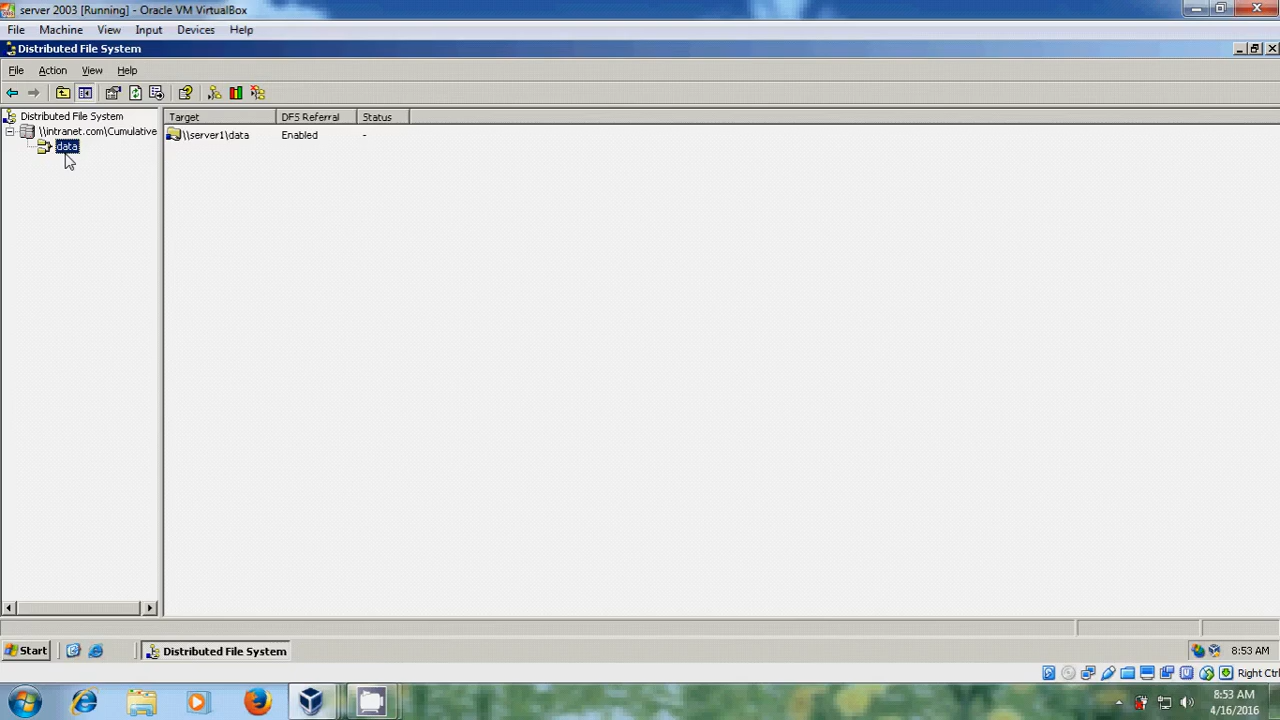 server 2003 [Running] - Oracle VM VirtualBox
File Machine View Input Devices Help
Distributed File System
File Action View Help
Distributed File System
\\intranet.com\Cumulative
data
Target DFS Referral Status
\\server1\data Enabled -
Start Distributed File System 8:53 AM
Right Ctrl
8:53 AM
4/16/2016